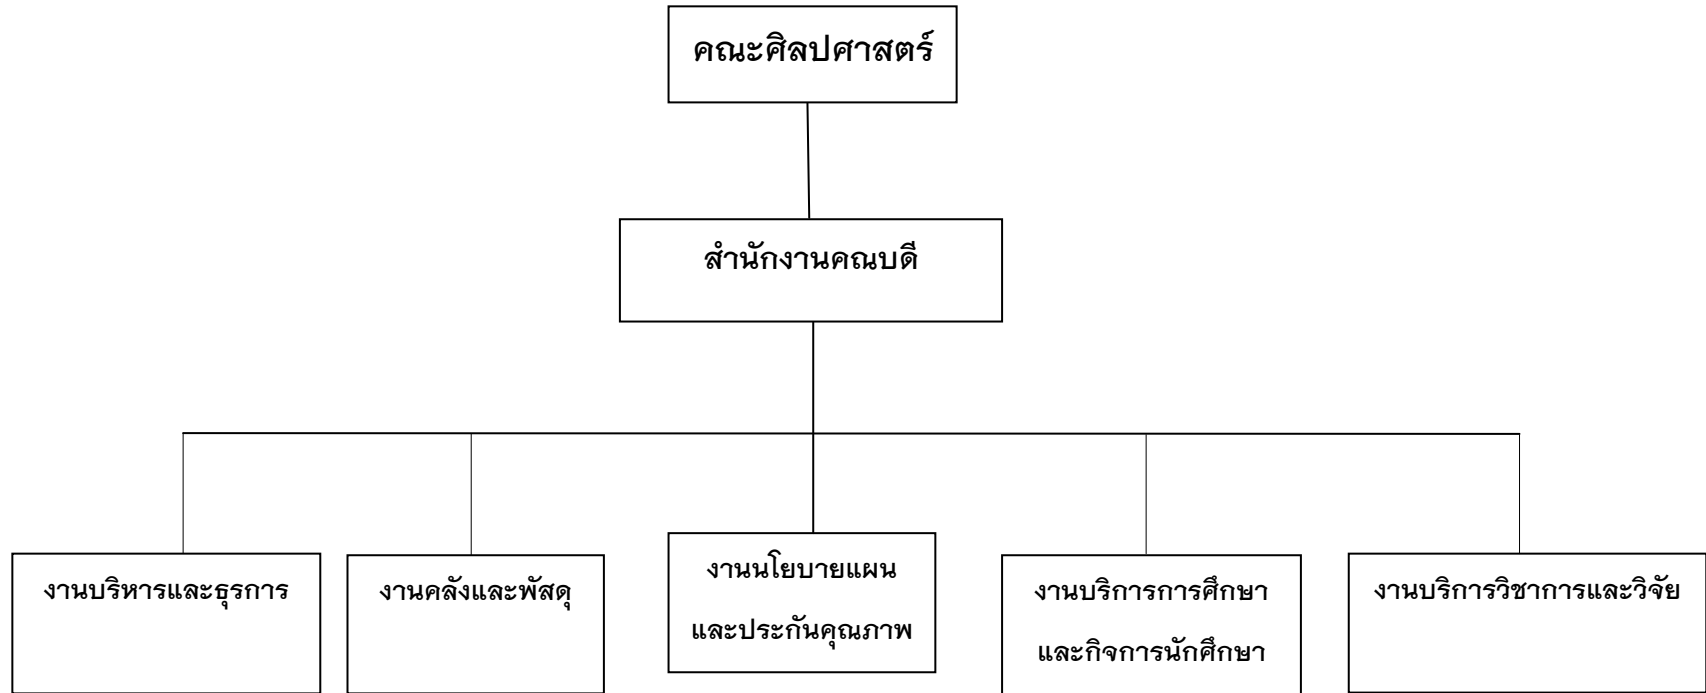 คณะศิลปศาสตร์
สำนักงานคณบดี
งานบริหารและธุรการ
งานคลังและพัสดุ
งานนโยบายแผน
และประกันคุณภาพ
งานบริการการศึกษา
และกิจการนักศึกษา
งานบริการวิชาการและวิจัย